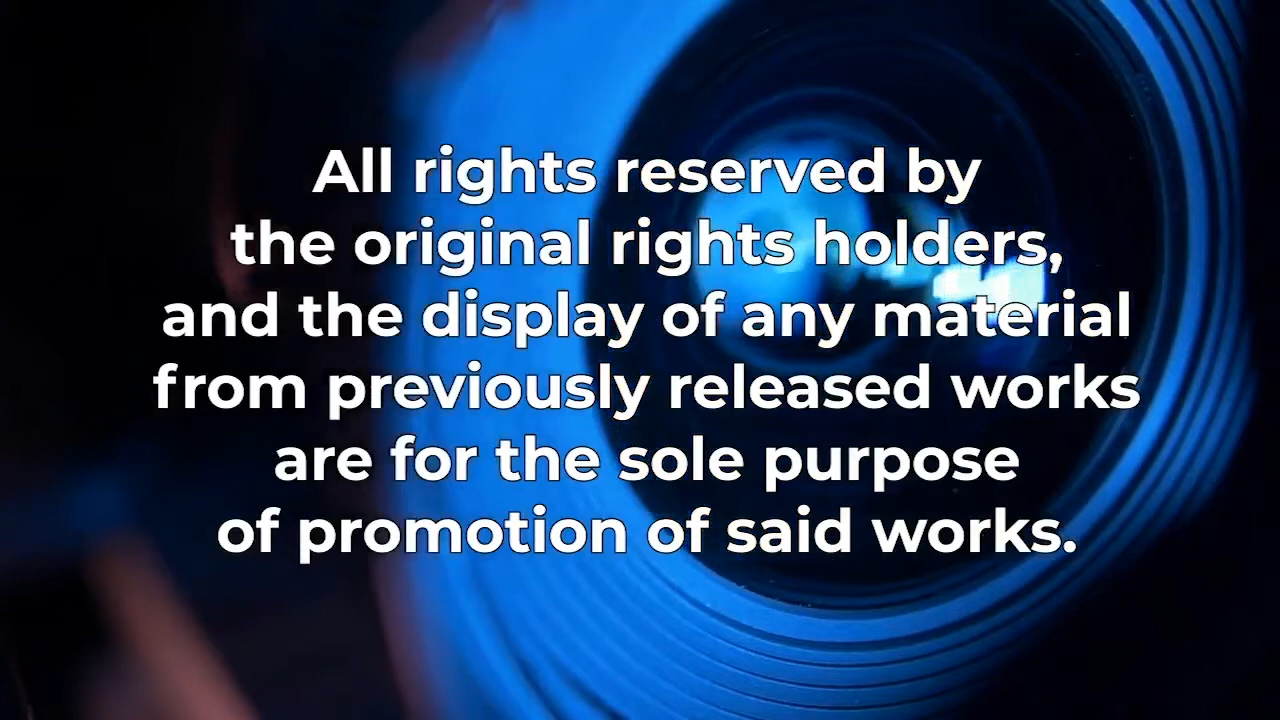 All rights reserved by
the original rights holders,
and the display of any material
from previously released works
are for the sole purpose
of promotion of said works.